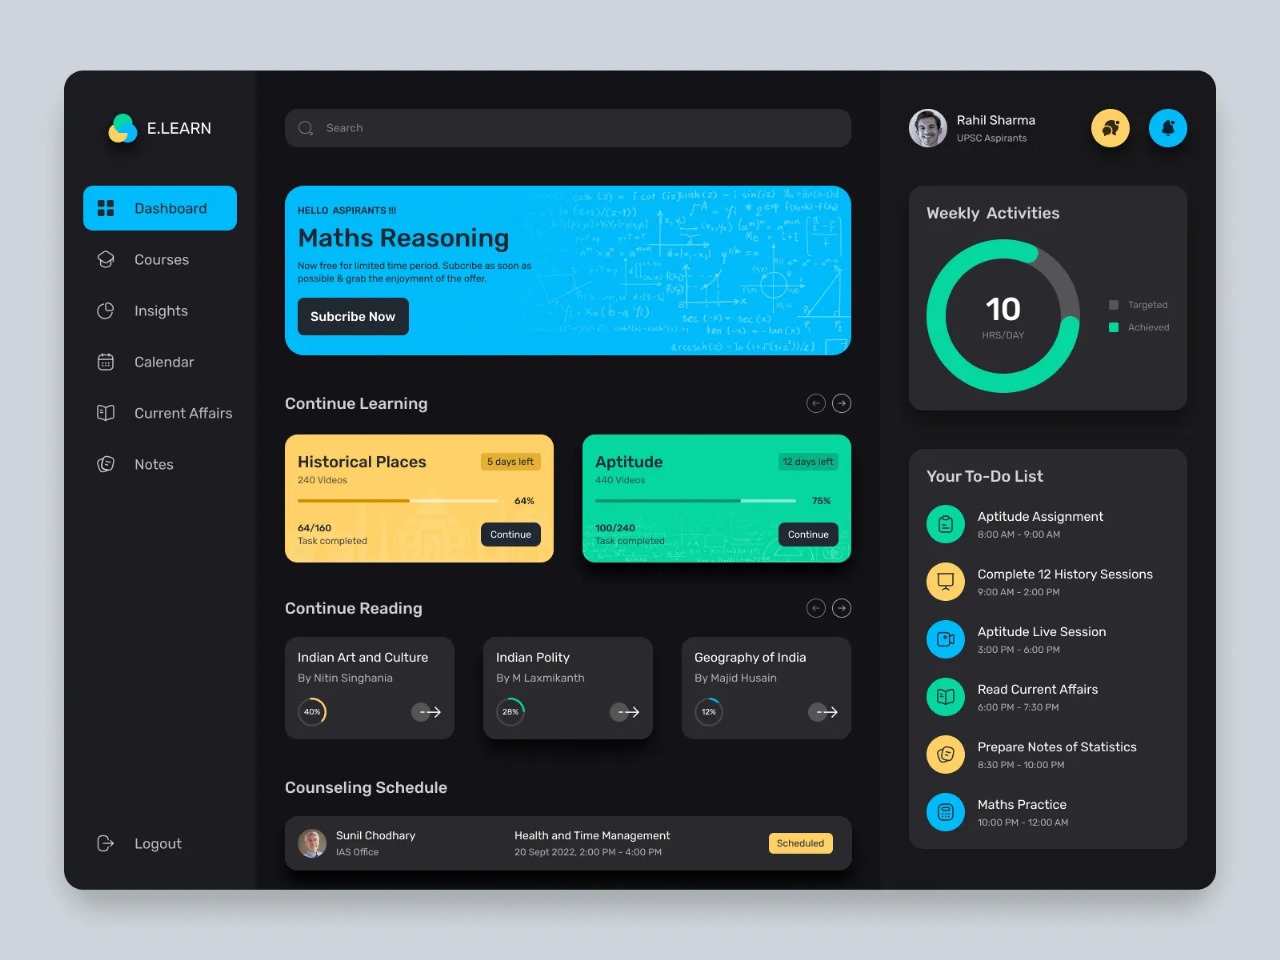 E.LEARN
Dashboard
Courses
Insights
Calendar
Current Affairs
Notes
Logout
Search
HELLO ASPIRANTS !!!
Maths Reasoning
Now free for limited time period. Subcribe as soon as
possible & grab the enjoyment of the offer.
Subcribe Now
Continue Learning
Historical Places
5 days left
240 Videos
64%
64/160
Task completed
Continue
Aptitude
12 days left
440 Videos
75%
100/240
Task completed
Continue
Continue Reading
Indian Art and Culture
By Nitin Singhania
40%
Indian Polity
By M Laxmikanth
28%
Geography of India
By Majid Husain
12%
Counseling Schedule
Sunil Chodhary
IAS Office
Health and Time Management
20 Sept 2022, 2:00 PM - 4:00 PM
Scheduled
Rahil Sharma
UPSC Aspirants
Weekly Activities
10
HRS/DAY
Targeted
Achieved
Your To-Do List
Aptitude Assignment
8:00 AM - 9:00 AM
Complete 12 History Sessions
9:00 AM - 2:00 PM
Aptitude Live Session
3:00 PM - 6:00 PM
Read Current Affairs
6:00 PM - 7:30 PM
Prepare Notes of Statistics
8:30 PM - 10:00 PM
Maths Practice
10:00 PM - 12:00 AM